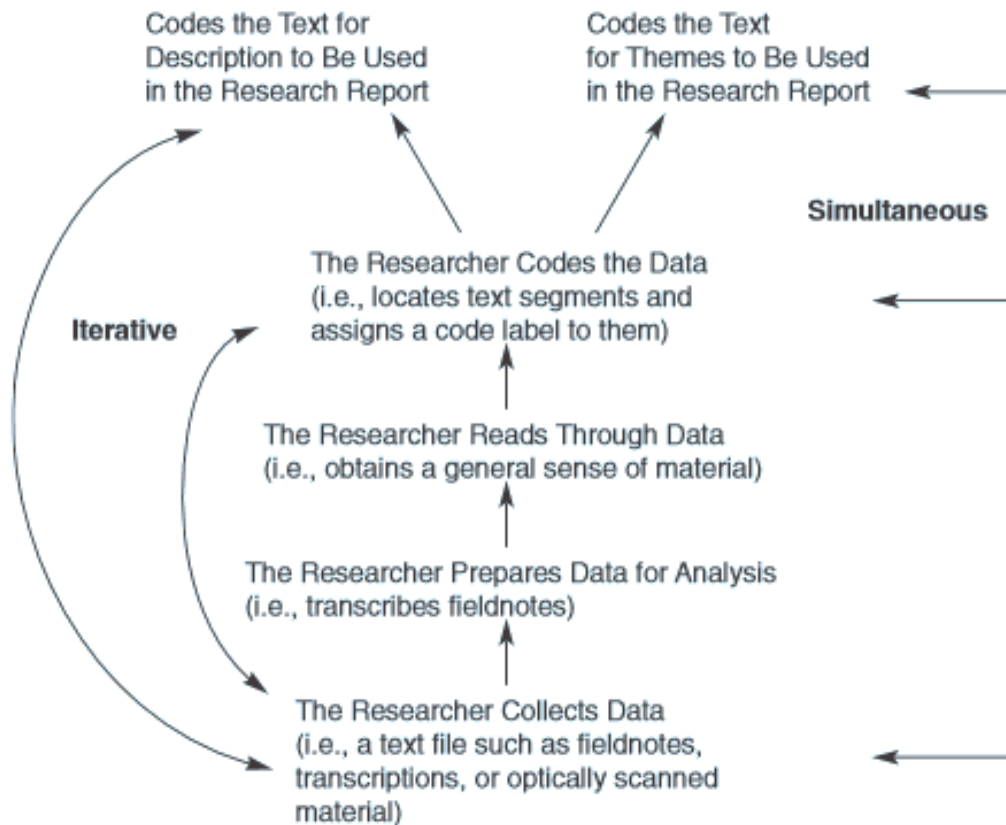 Codes the Text for
Description to Be Used
in the Research Report
Codes the Text
for Themes to Be Used
in the Research Report
Simultaneous
The Researcher Codes the Data
(i.e., locates text segments and
assigns a code label to them)
Iterative
The Researcher Reads Through Data
(i.e., obtains a general sense of material)
The Researcher Prepares Data for Analysis
(i.e., transcribes fieldnotes)
The Researcher Collects Data
(i.e., a text file such as fieldnotes,
transcriptions, or optically scanned
material)